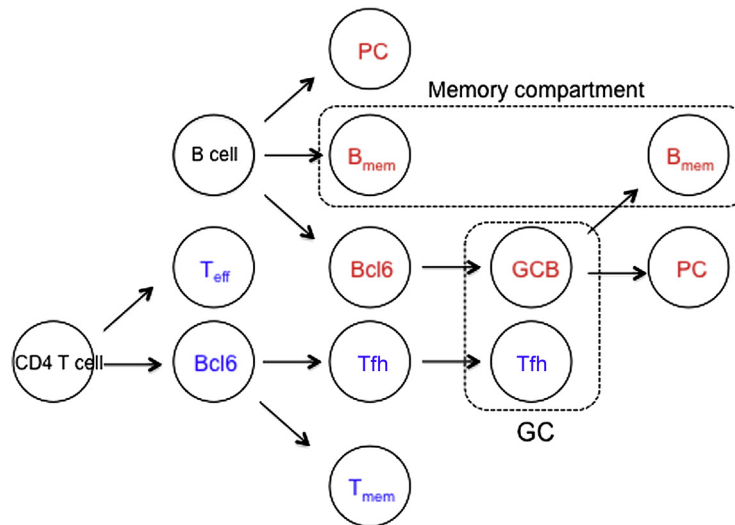 PC
Memory compartment
B cell
Bmem
Bmem
Teff
Bcl6
GCB
PC
CD4 T cell
Bcl6
Tfh
Tfh
GC
Tmem